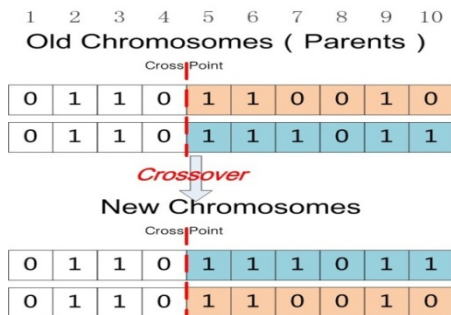 1 2 3 4 5 6 7 8 9 10
Old Chromosomes ( Parents )
Cross Point
0 1 1 0 1 1 0 0 1 0
0 1 1 0 1 1 1 0 1 1
Crossover
New Chromosomes
Cross Point
0 1 1 0 1 1 1 0 1 1
0 1 1 0 1 1 0 0 1 0